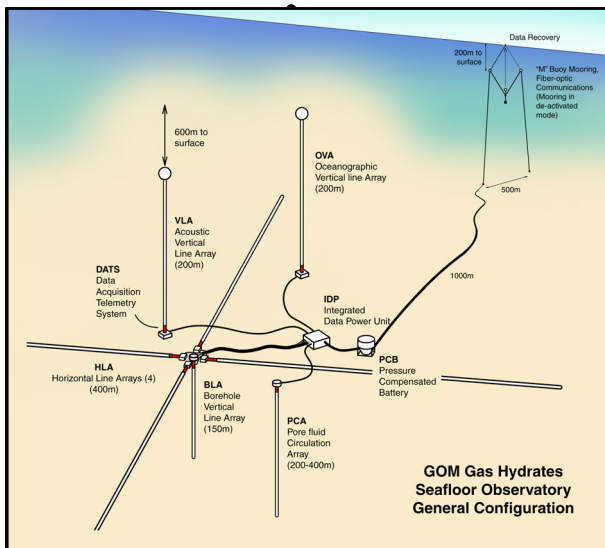 Data Recovery
200m to
surface
"M" Buoy Mooring,
Fiber-optic
Communications
(Mooring in
de-activated
mode)
500m
600m to
surface
OVA
Oceanographic
Vertical line Array
(200m)
VLA
Acoustic
Vertical
Line Array
(200m)
DATS
Data
Acquisition
Telemetry
System
1000m
IDP
Integrated
Data Power Unit
HLA
Horizontal Line Arrays (4)
(400m)
BLA
Borehole
Vertical
Line Array
(150m)
PCB
Pressure
Compensated
Battery
PCA
Pore fluid
Circulation
Array
(200-400m)
GOM Gas Hydrates
Seafloor Observatory
General Configuration